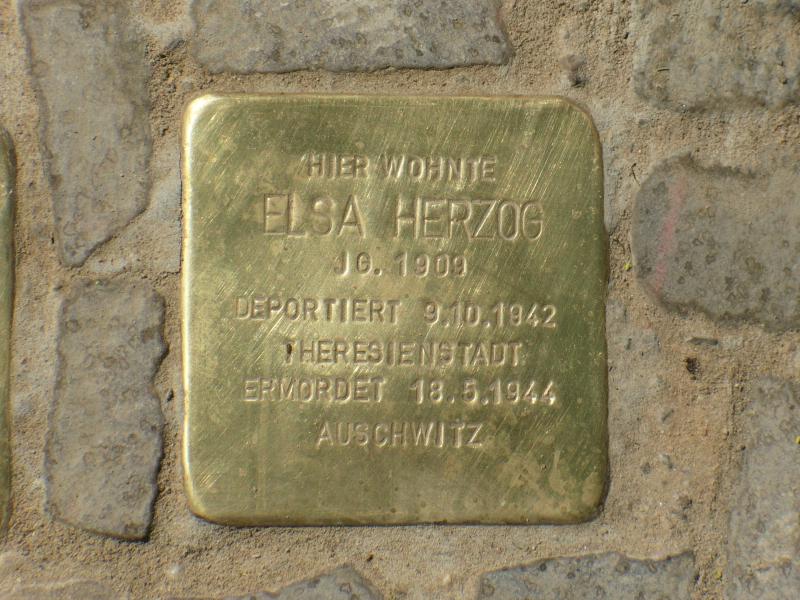 HIER WOHNTE
ELSA HERZOG
JG. 1909
DEPORTIERT 9.10.1942
THERESIENSTADT
ERMORDET 18.5.1944
AUSCHWITZ